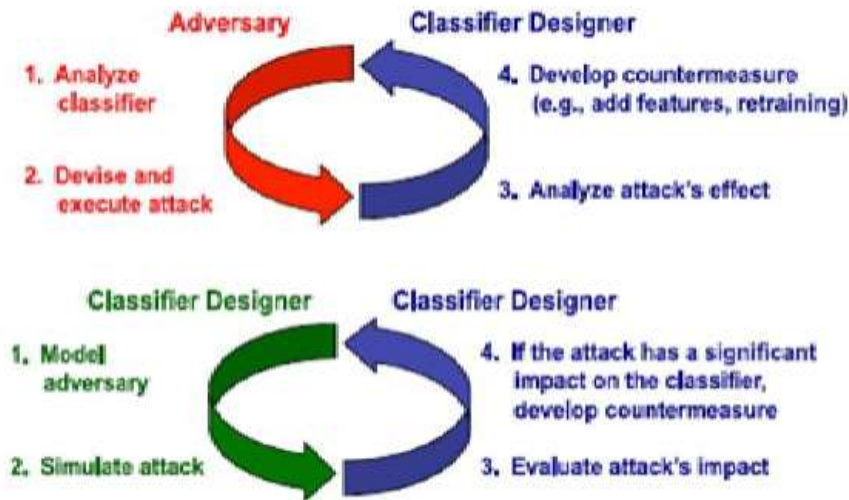 Adversary
Classifier Designer
1. Analyze
classifier
2. Devise and
execute attack
4. Develop countermeasure
(e.g., add features, retraining)
3. Analyze attack's effect
Classifier Designer
Classifier Designer
1. Model
adversary
2. Simulate attack
4. If the attack has a significant
impact on the classifier,
develop countermeasure
3. Evaluate attack's impact